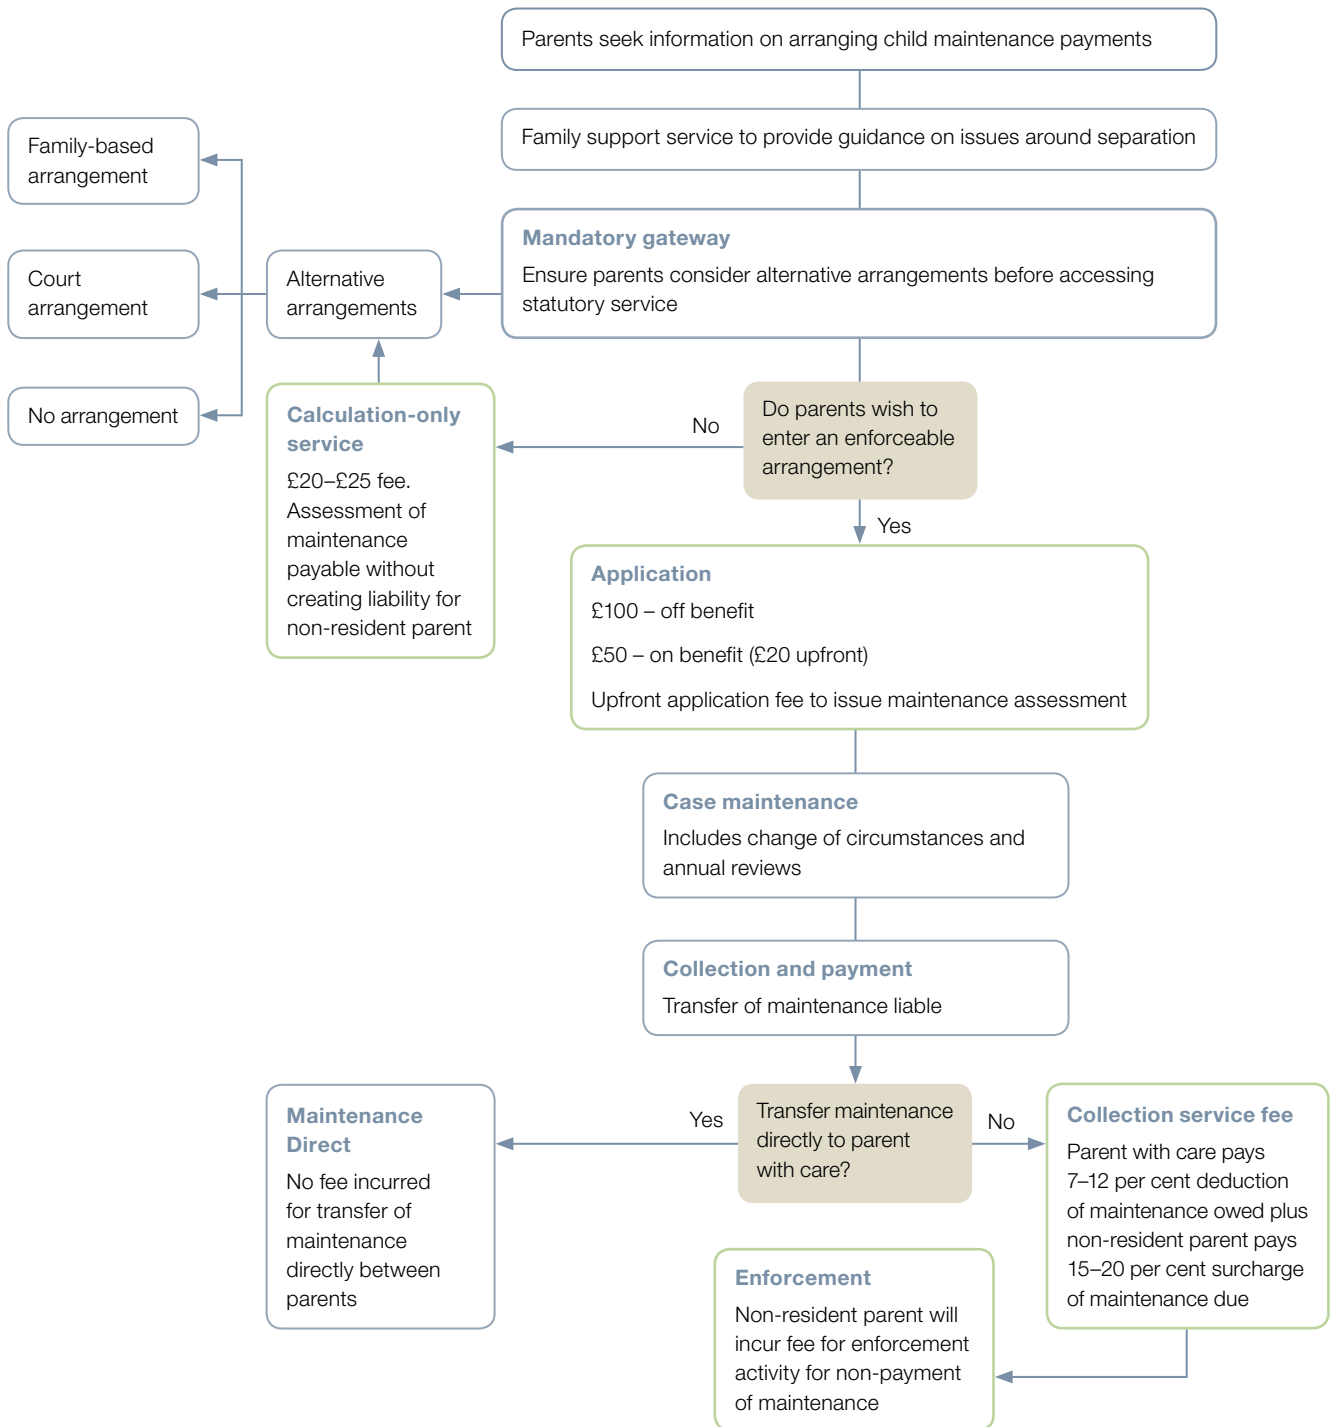 Parents seek information on arranging child maintenance payments
Family support service to provide guidance on issues around separation
Mandatory gateway
Ensure parents consider alternative arrangements before accessing
statutory service
Alternative
arrangements
Family-based
arrangement
Court
arrangement
No arrangement
Do parents wish to
enter an enforceable
arrangement?
No
Calculation-only
service
£20–£25 fee.
Assessment of
maintenance
payable without
creating liability for
non-resident parent
Yes
Application
£100 – off benefit
£50 – on benefit (£20 upfront)
Upfront application fee to issue maintenance assessment
Case maintenance
Includes change of circumstances and
annual reviews
Collection and payment
Transfer of maintenance liable
Transfer maintenance
directly to parent
with care?
Yes
Maintenance
Direct
No fee incurred
for transfer of
maintenance
directly between
parents
No
Collection service fee
Parent with care pays
7–12 per cent deduction
of maintenance owed plus
non-resident parent pays
15–20 per cent surcharge
of maintenance due
Enforcement
Non-resident parent will
incur fee for enforcement
activity for non-payment
of maintenance